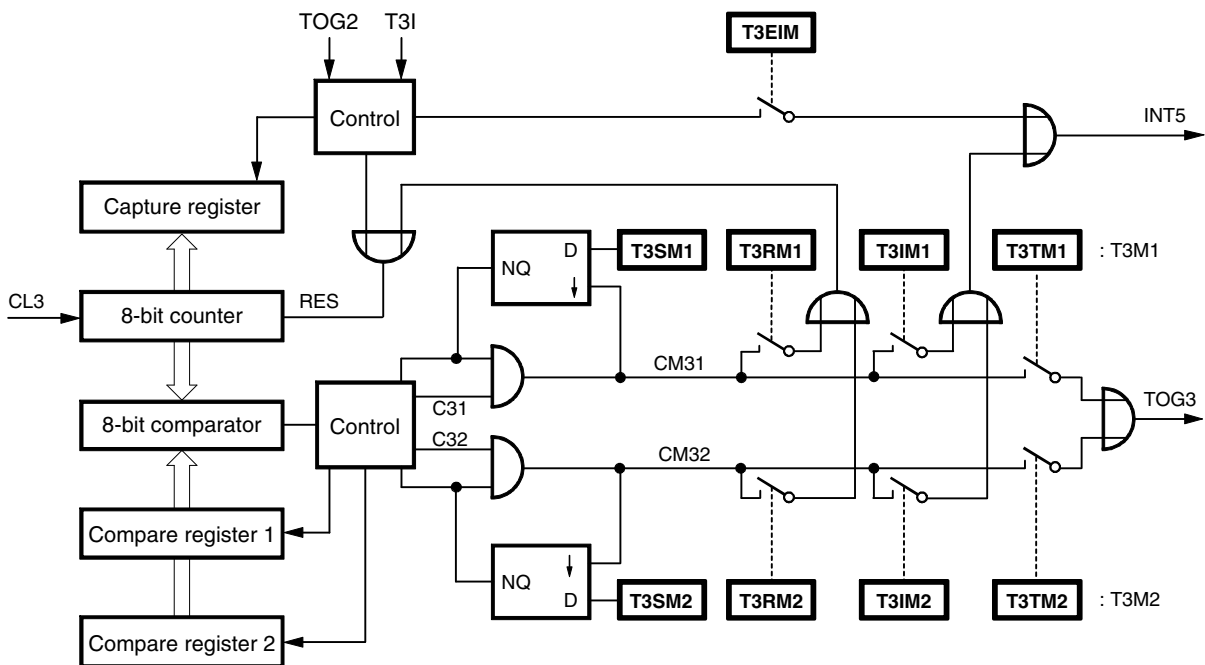 TOG2
T3I
T3EIM
Control
INT5
Capture register
NQ
D
T3SM1
T3RM1
T3IM1
T3TM1
: T3M1
CL3
8-bit counter
RES
CM31
C31
8-bit comparator
Control
TOG3
C32
CM32
Compare register 1
NQ
D
T3SM2
T3RM2
T3IM2
T3TM2
: T3M2
Compare register 2